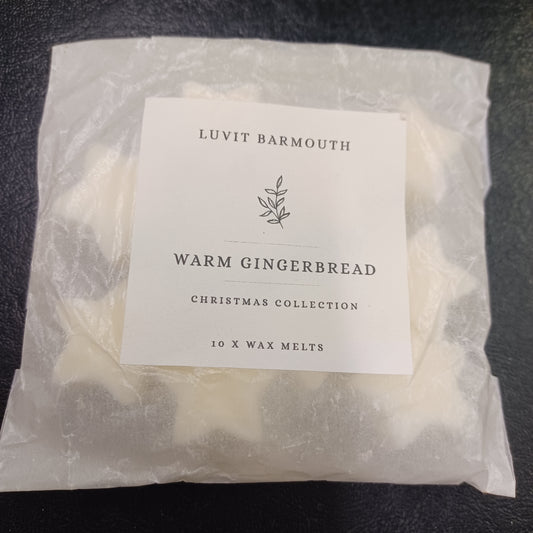 LUVIT BARMOUTH
WARM GINGERBREAD
CHRISTMAS COLLECTION
10 X WAX MELTS